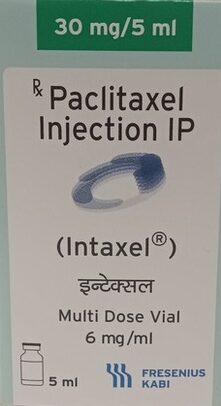 30 mg/5 ml
Rx Paclitaxel
Injection IP
(Intaxel®)
इन्टेक्सल
Multi Dose Vial
6 mg/ml
5 ml
FRESENIUS
KABI